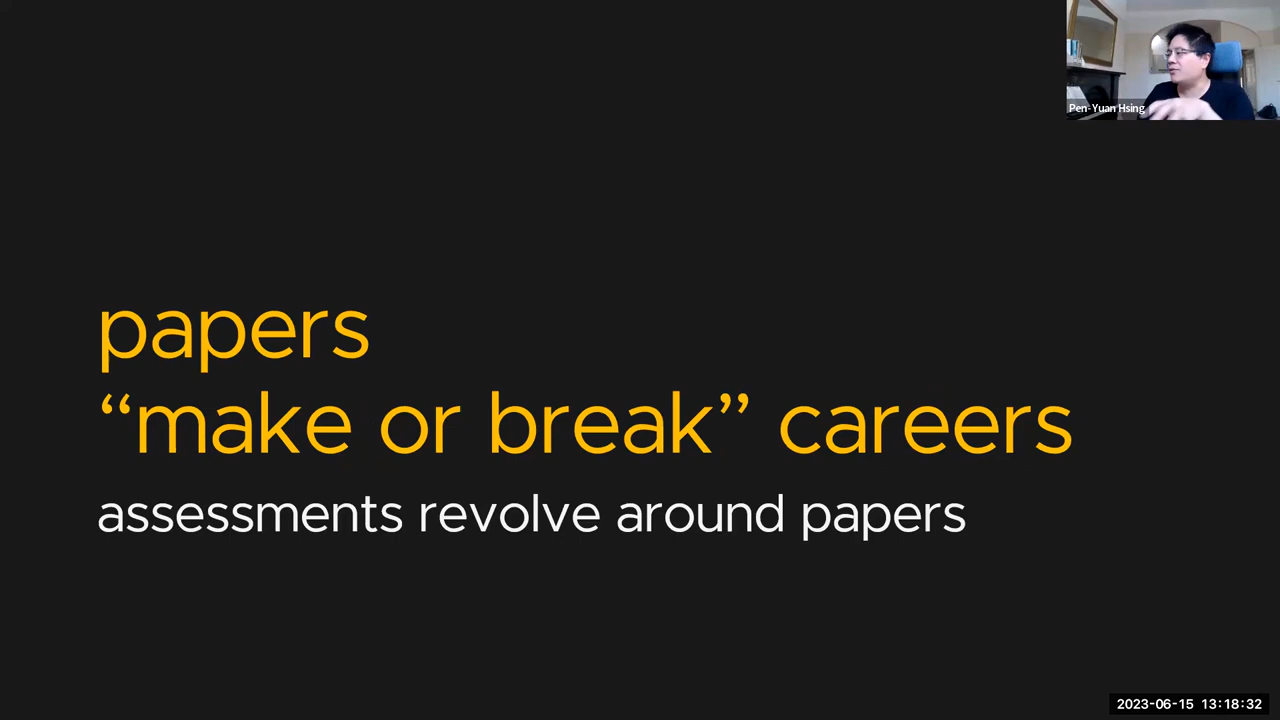 Pen-Yuan Hsing
papers
“make or break” careers
assessments revolve around papers
2023-06-15 13:18:32